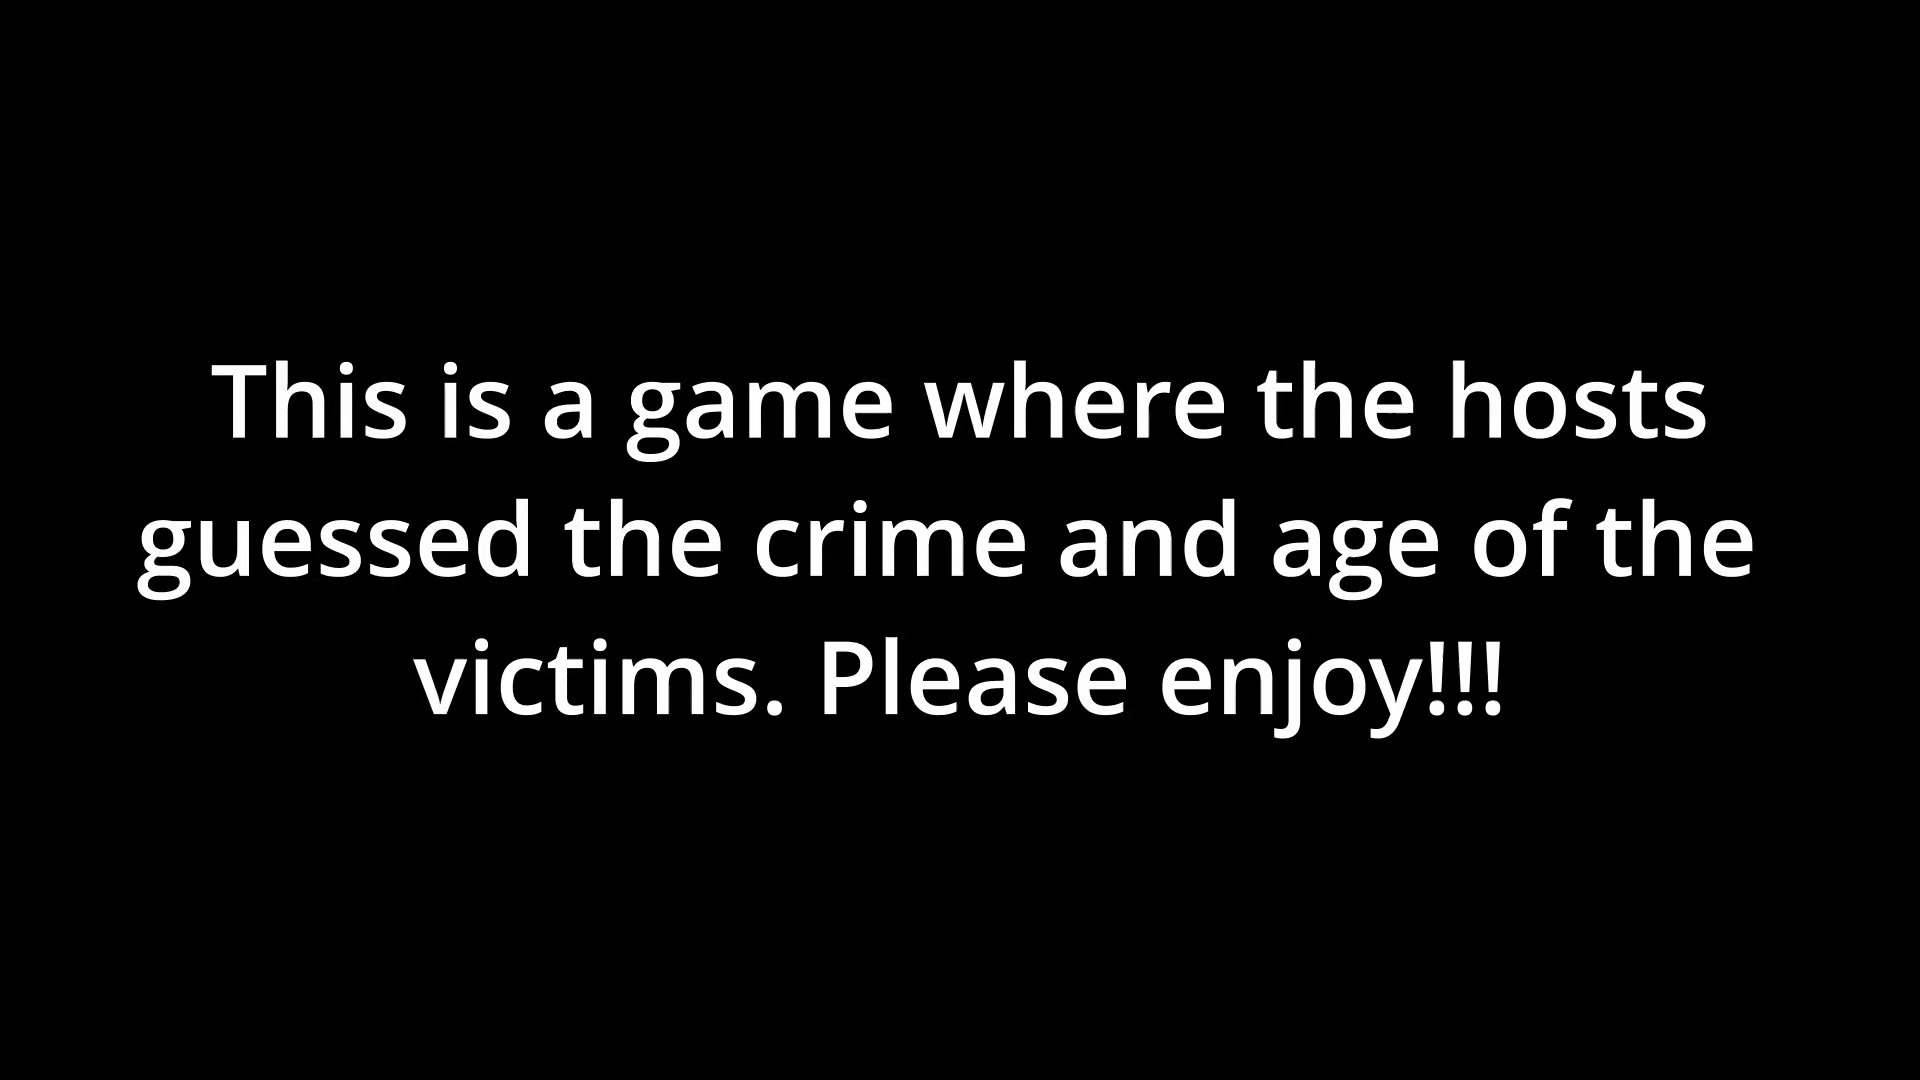 This is a game where the hosts
guessed the crime and age of the
victims. Please enjoy!!!